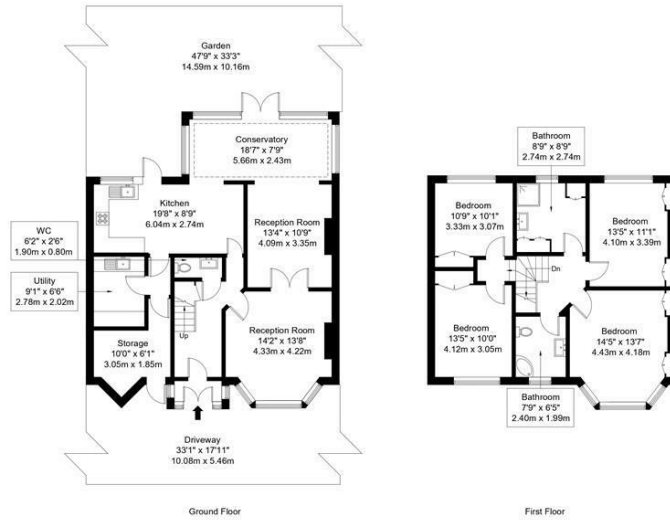 Garden
47'9" x 33'3"
14.59m x 10.16m
Conservatory
18'7" x 7'9"
5.66m x 2.43m
Kitchen
19'8" x 8'9"
6.04m x 2.74m
Reception Room
13'4" x 10'9"
4.09m x 3.35m
WC
6'2" x 2'6"
1.90m x 0.80m
Utility
9'1" x 6'6"
2.78m x 2.02m
Storage
10'0" x 6'1"
3.05m x 1.85m
Up
Reception Room
14'2" x 13'8"
4.33m x 4.22m
Driveway
33'1" x 17'11"
10.08m x 5.46m
Ground Floor
Bathroom
8'9" x 8'9"
2.74m x 2.74m
Bedroom
10'9" x 10'1"
3.33m x 3.07m
Bedroom
13'5" x 11'1"
4.10m x 3.39m
Dn
Bedroom
13'5" x 10'0"
4.12m x 3.05m
Bedroom
14'5" x 13'7"
4.43m x 4.18m
Bathroom
7'9" x 6'5"
2.40m x 1.99m
First Floor